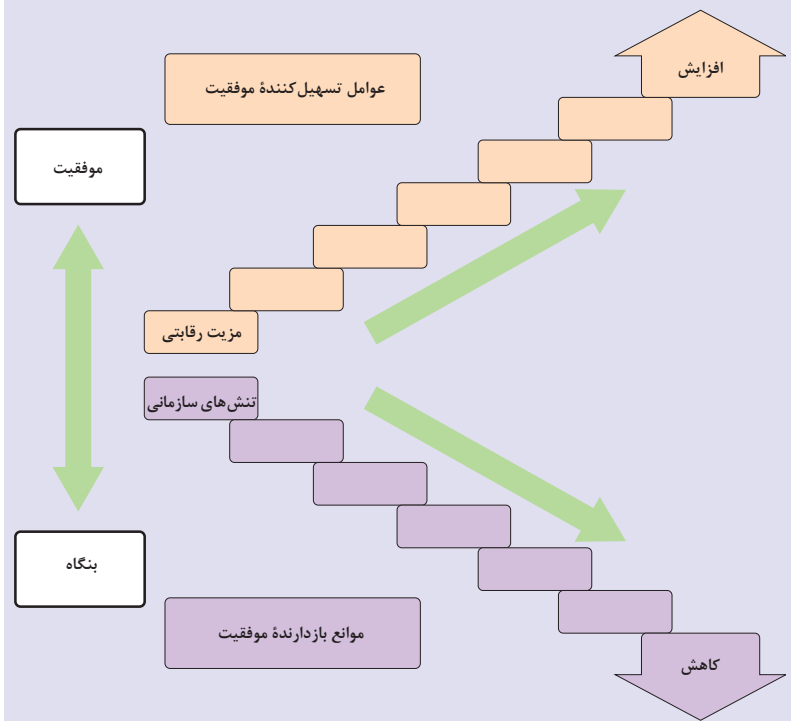 افزایش
عوامل تسهیل‌کنندهٔ موفقیت
موفقیت
مزیت رقابتی
تنش‌های سازمانی
بنگاه
موانع بازدارندهٔ موفقیت
کاهش